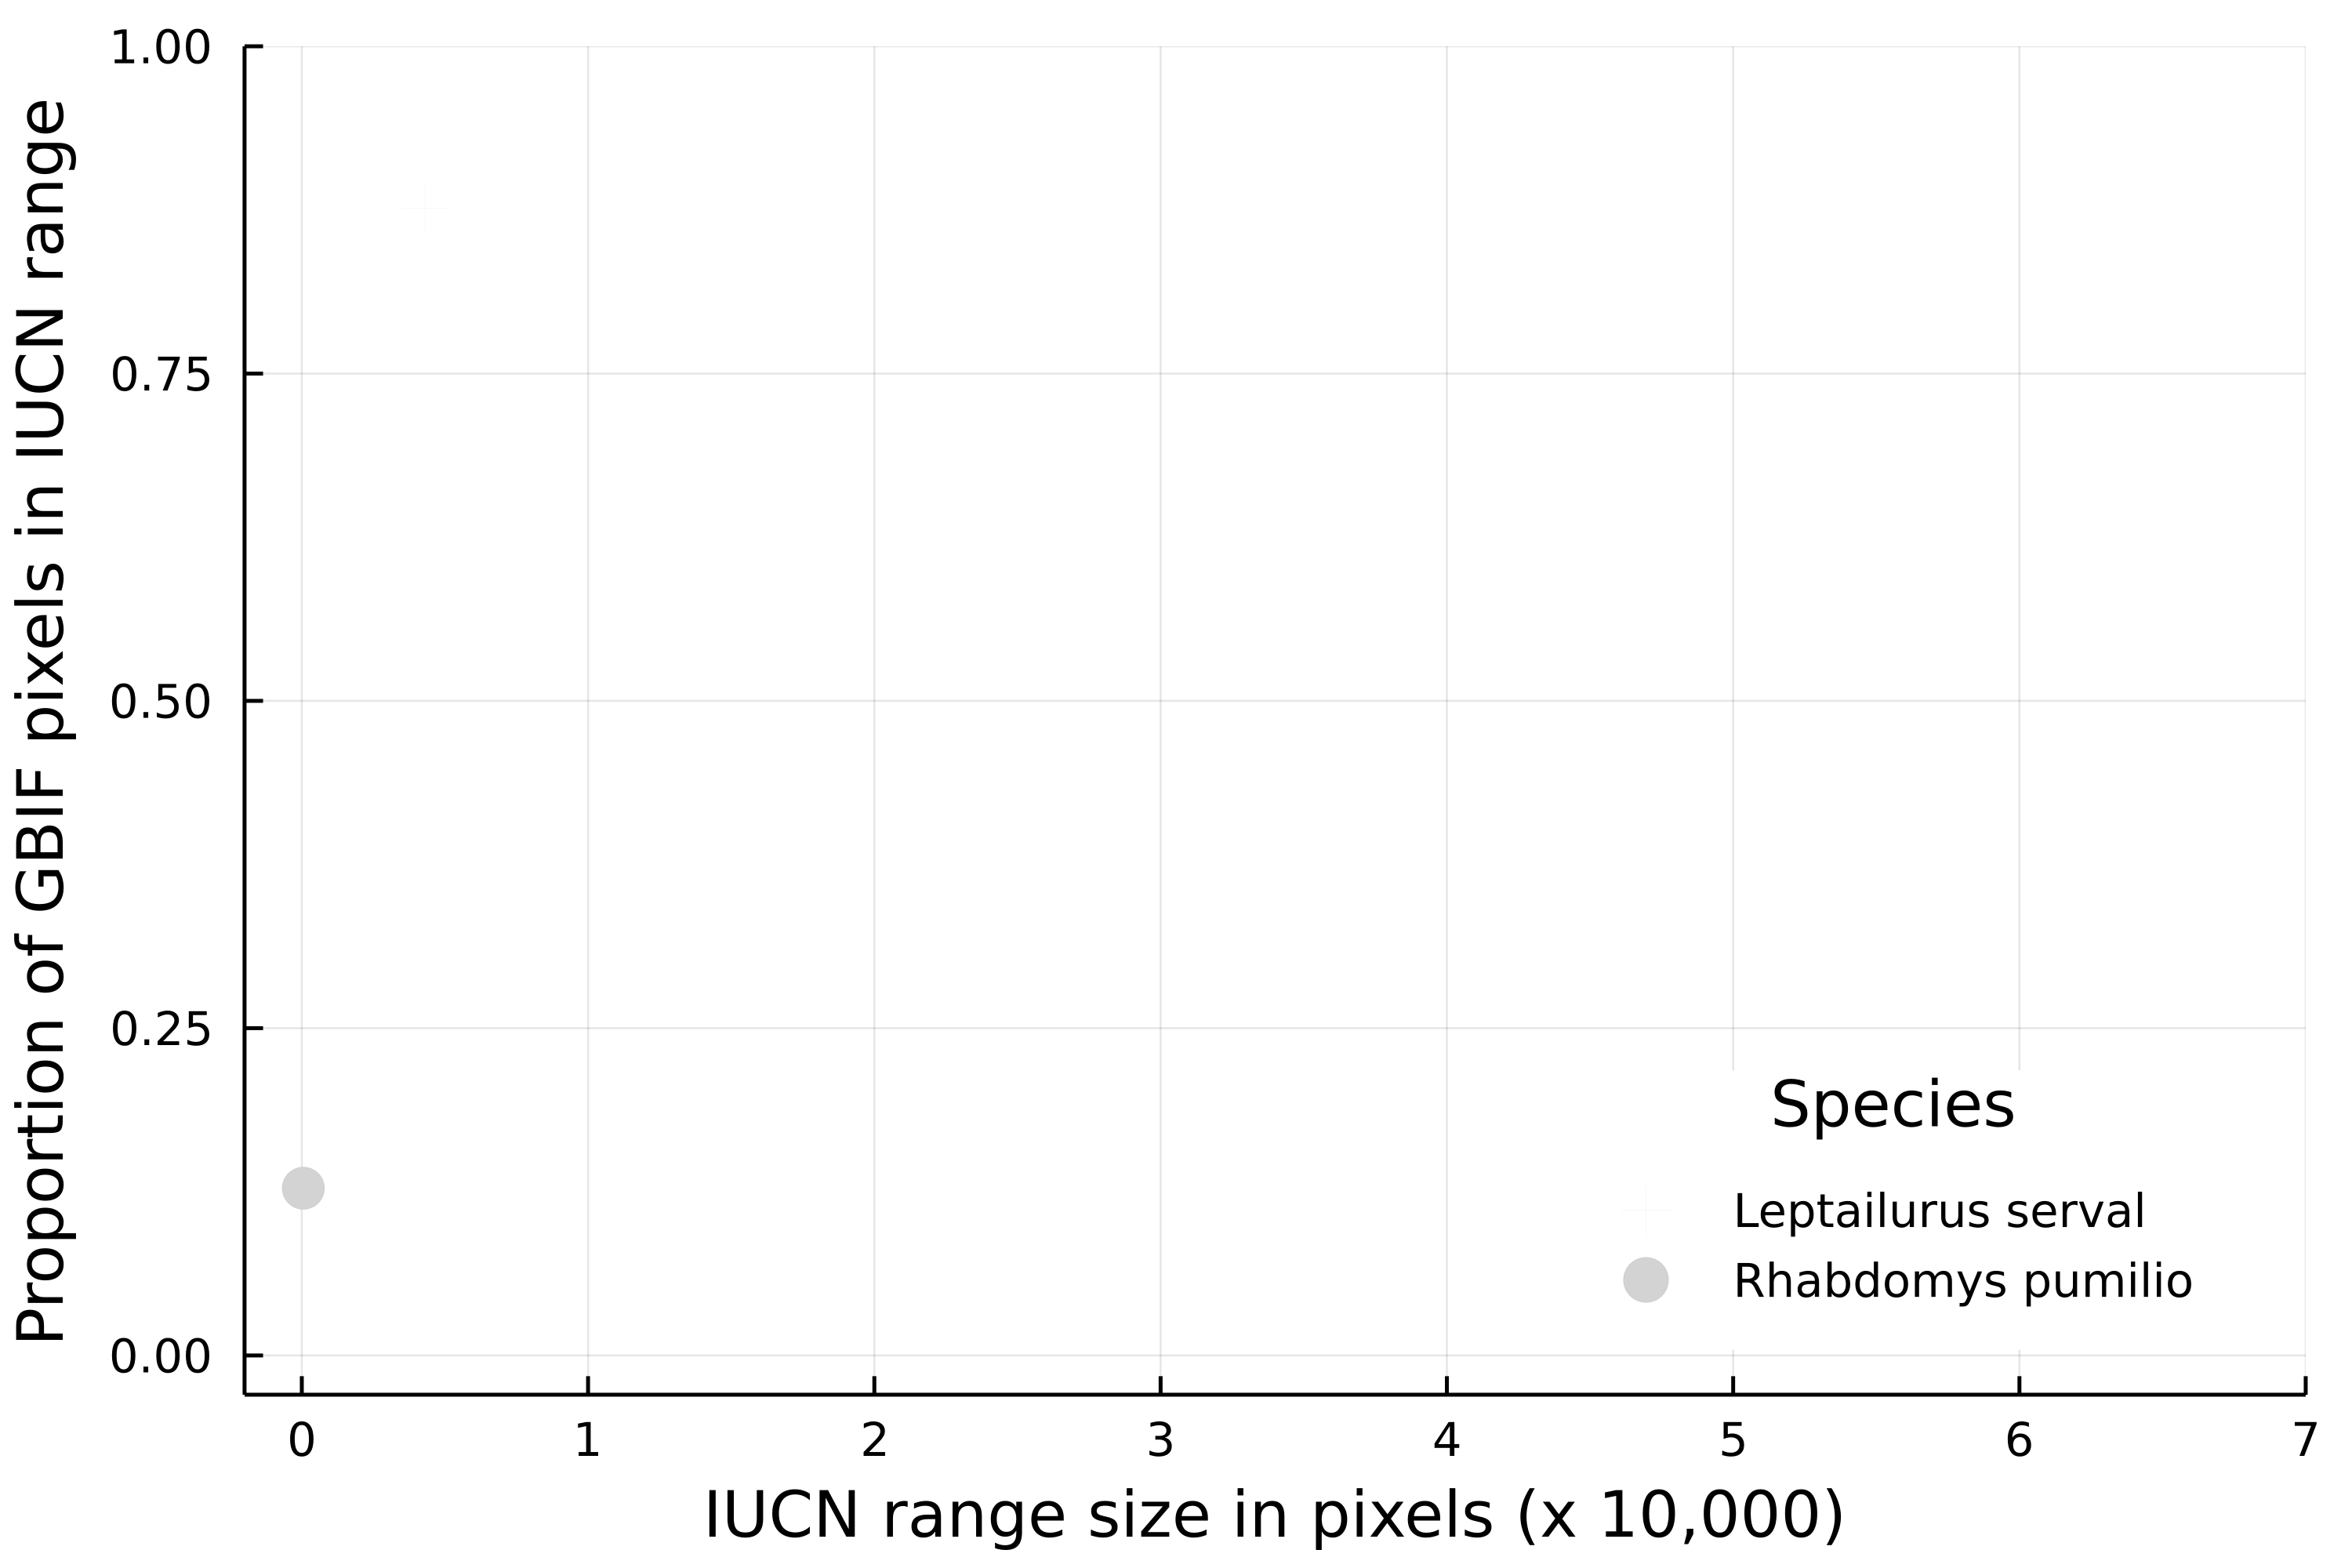 1.00
0.75
0.50
0.25
0.00
Proportion of GBIF pixels in IUCN range
Species
Leptailurus serval
Rhabdomys pumilio
0 1 2 3 4 5 6 7
IUCN range size in pixels (x 10,000)